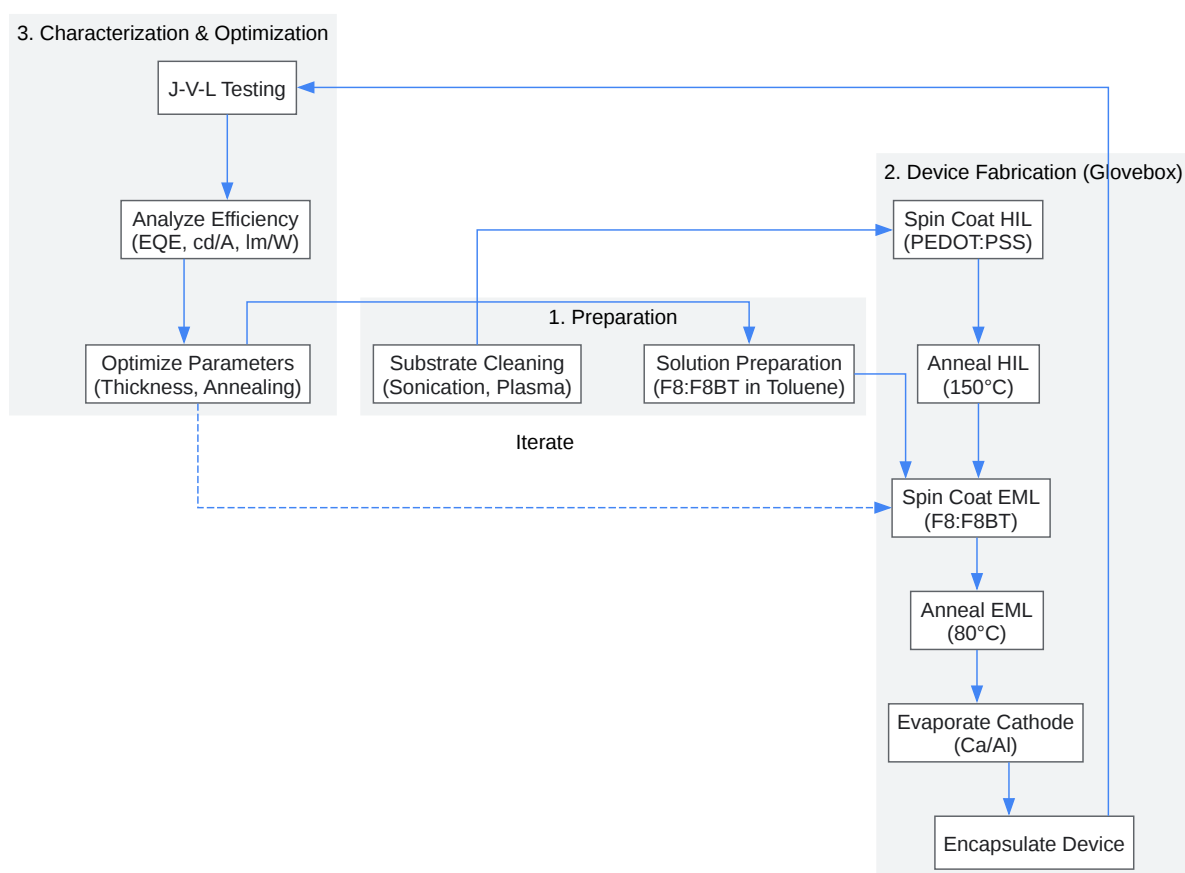 3. Characterization & Optimization
J-V-L Testing
Analyze Efficiency
(EQE, cd/A, lm/W)
Optimize Parameters
(Thickness, Annealing)
1. Preparation
Substrate Cleaning
(Sonication, Plasma)
Solution Preparation
(F8:F8BT in Toluene)
Iterate
2. Device Fabrication (Glovebox)
Spin Coat HIL
(PEDOT:PSS)
Anneal HIL
(150°C)
Spin Coat EML
(F8:F8BT)
Anneal EML
(80°C)
Evaporate Cathode
(Ca/Al)
Encapsulate Device